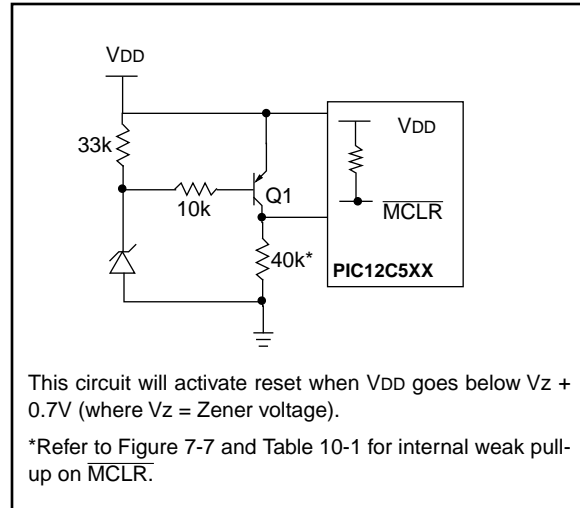 VDD
33k
10k
Q1
40k*
VDD
MCLR
PIC12C5XX
This circuit will activate reset when VDD goes below Vz +
0.7V (where Vz = Zener voltage).
*Refer to Figure 7-7 and Table 10-1 for internal weak pull-
up on MCLR.